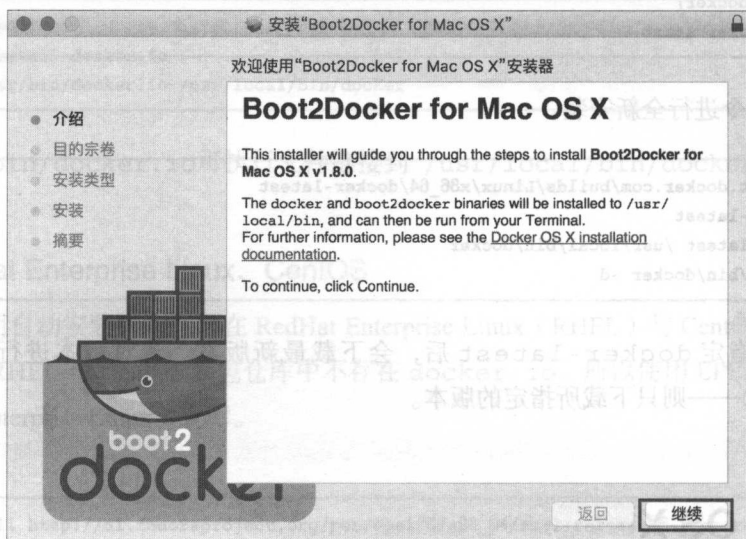 安装“Boot2Docker for Mac OS X”
欢迎使用“Boot2Docker for Mac OS X”安装器
介绍
目的宗卷
安装类型
安装
摘要
Boot2Docker for Mac OS X
This installer will guide you through the steps to install Boot2Docker for
Mac OS X v1.8.0.
The docker and boot2docker binaries will be installed to /usr/
local/bin, and can then be run from your Terminal.
For further information, please see the Docker OS X installation
documentation.
To continue, click Continue.
boot2
docker
返回
继续